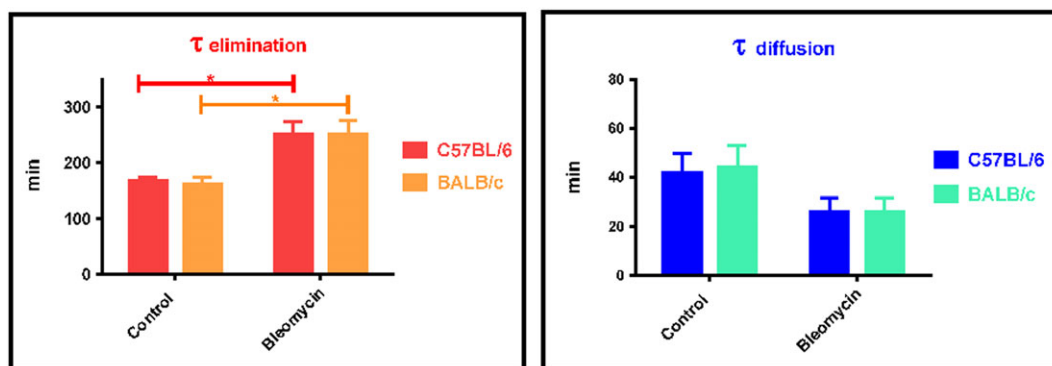 τ elimination
*
*
300
200
100
0
min
Control
Bleomycin
C57BL/6
BALB/c
τ diffusion
80
60
40
20
0
min
Control
Bleomycin
C57BL/6
BALB/c